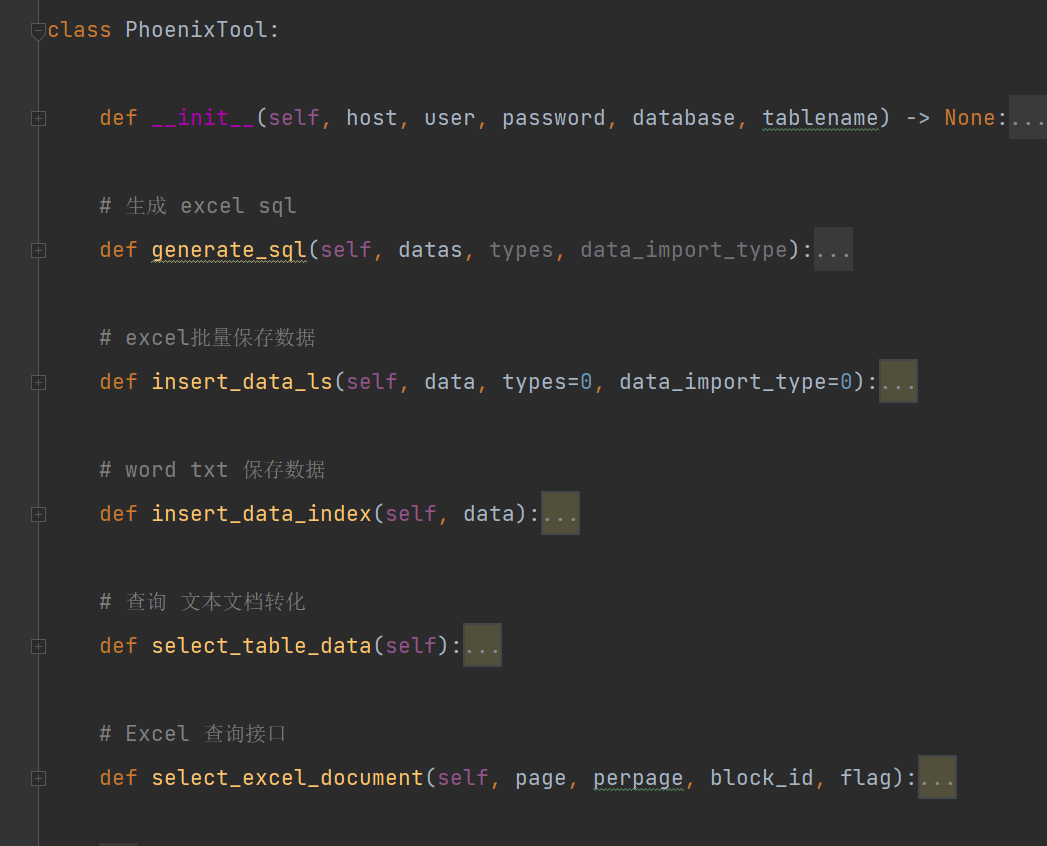 class PhoenixTool:
def __init__(self, host, user, password, database, tablename) -> None:...
# 生成 excel sql
def generate_sql(self, datas, types, data_import_type):...
# excel批量保存数据
def insert_data_ls(self, data, types=0, data_import_type=0):...
# word txt 保存数据
def insert_data_index(self, data):...
# 查询 文本文档转化
def select_table_data(self):...
# Excel 查询接口
def select_excel_document(self, page, perpage, block_id, flag):...